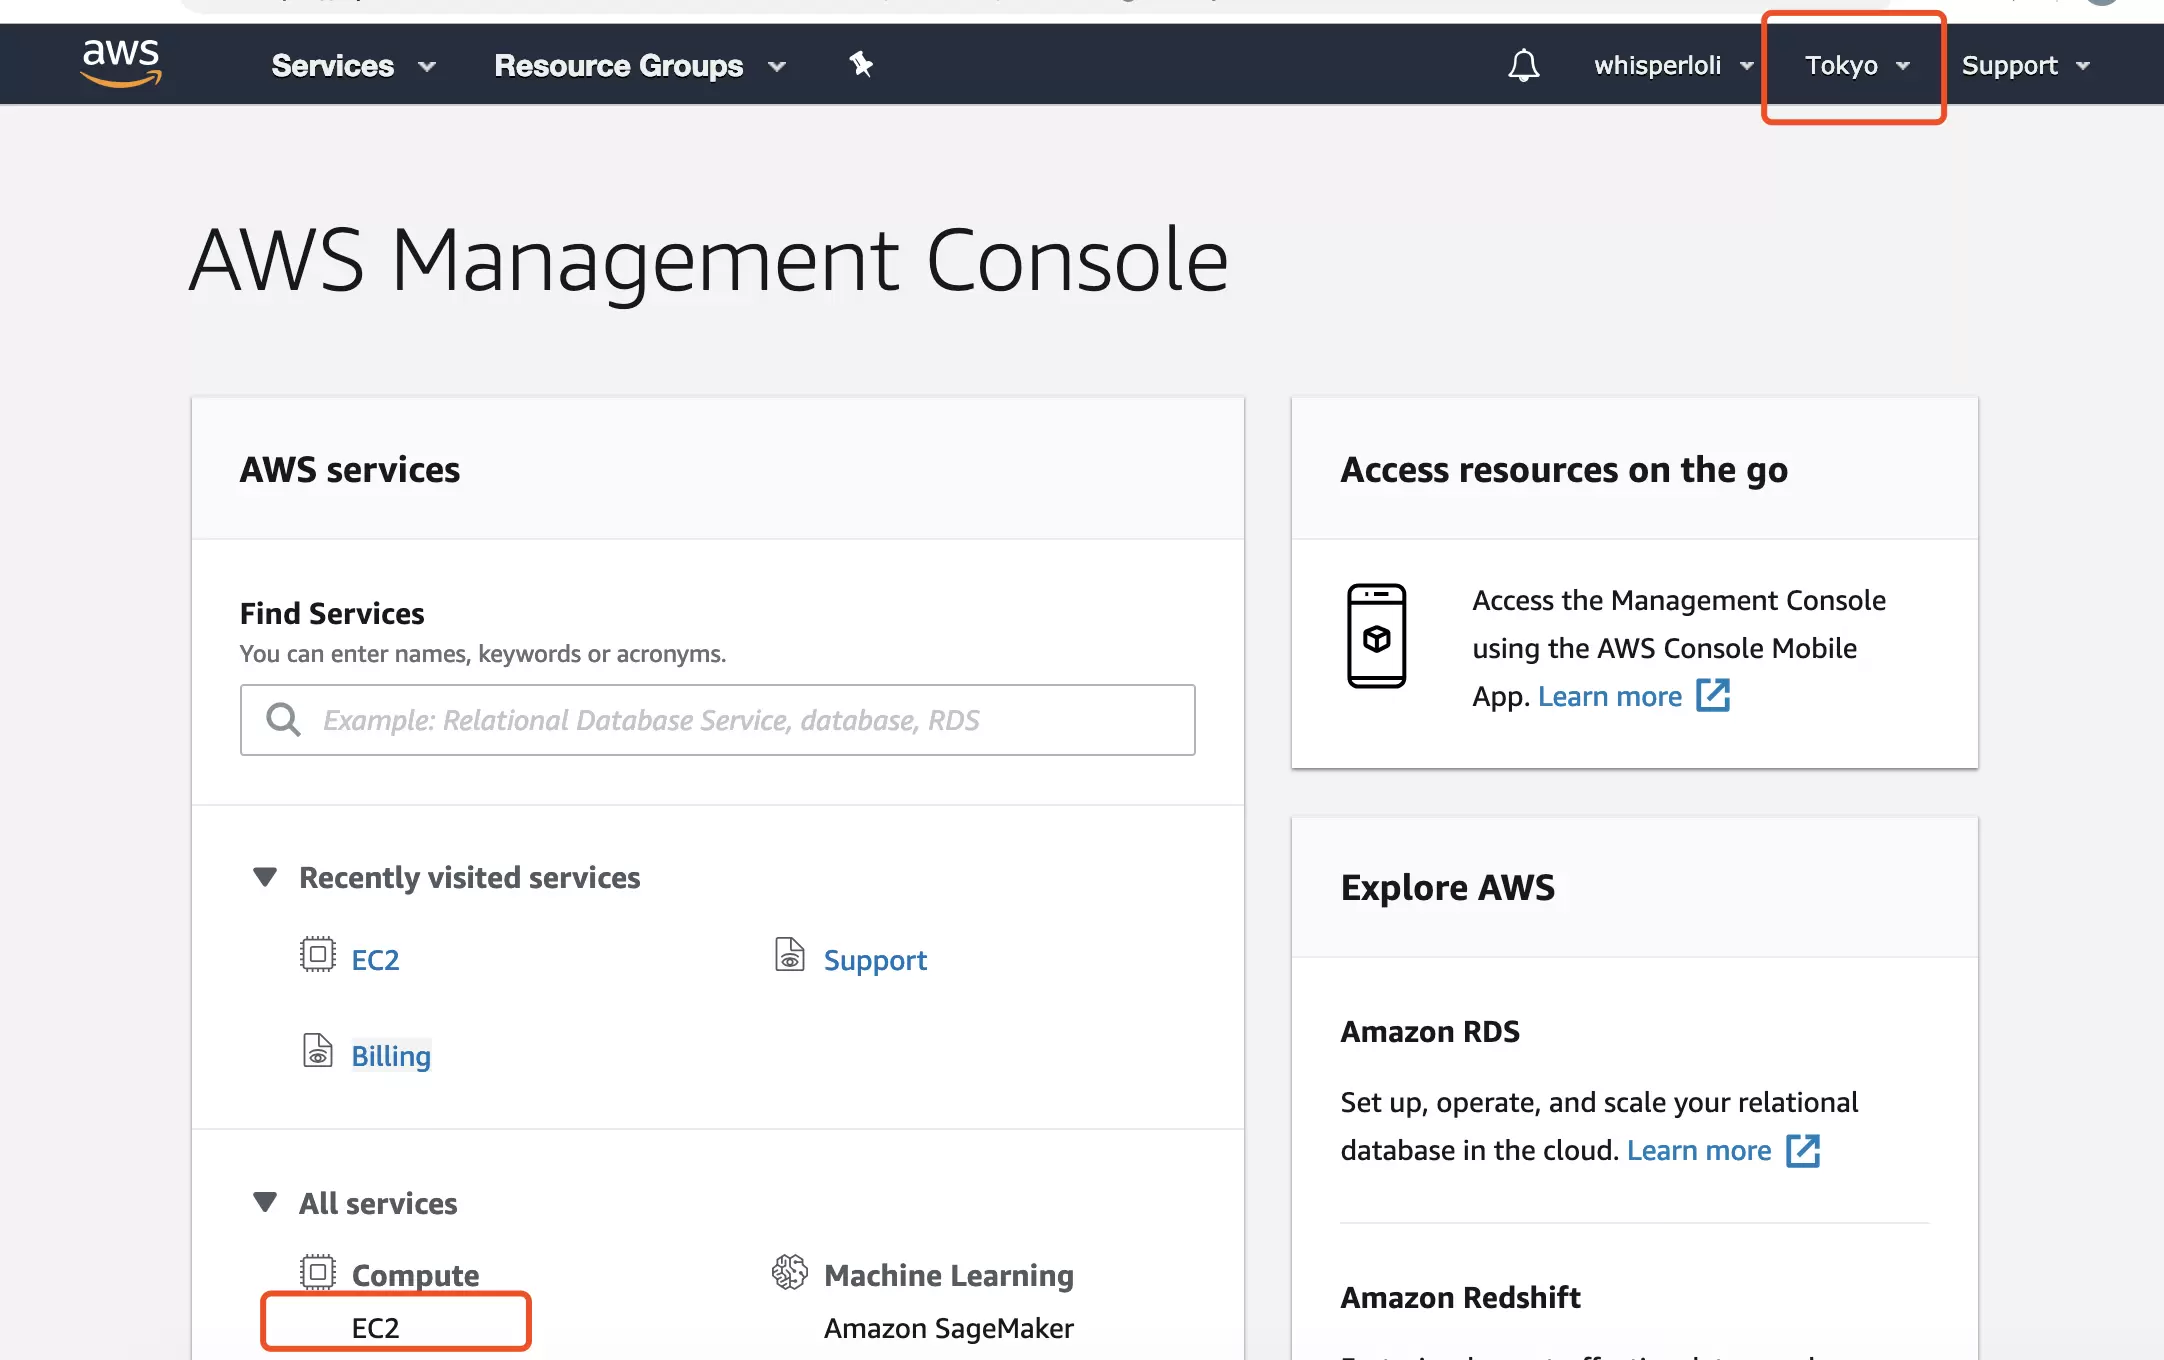 aws
Services
Resource Groups
whisperloli
Tokyo
Support
AWS Management Console
AWS services
Find Services
You can enter names, keywords or acronyms.
Example: Relational Database Service, database, RDS
Recently visited services
EC2
Support
Billing
All services
Compute
EC2
Machine Learning
Amazon SageMaker
Access resources on the go
Access the Management Console
using the AWS Console Mobile
App. Learn more
Explore AWS
Amazon RDS
Set up, operate, and scale your relational
database in the cloud. Learn more
Amazon Redshift